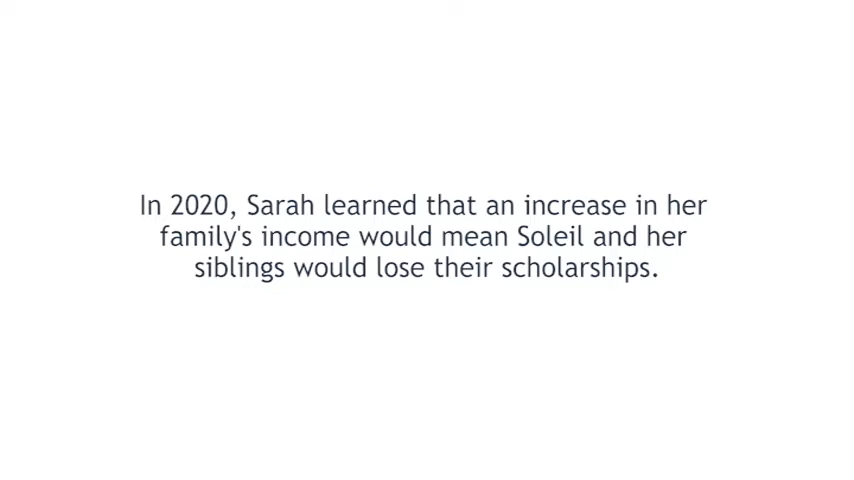 In 2020, Sarah learned that an increase in her
family's income would mean Soleil and her
siblings would lose their scholarships.